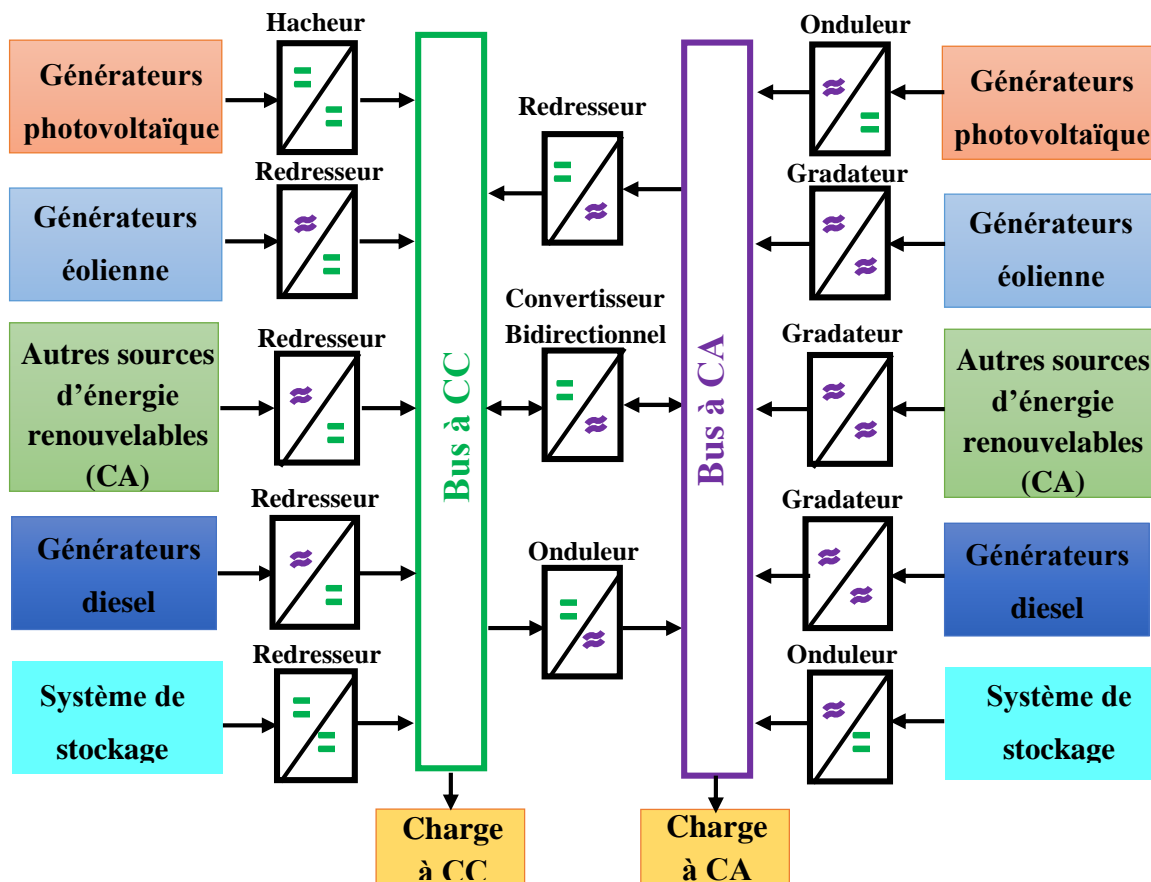 Hacheur
Générateurs
photovoltaïque
Redresseur
Générateurs
éolienne
Redresseur
Autres sources
d’énergie
renouvelables
(CA)
Redresseur
Générateurs
diesel
Redresseur
Système de
stockage
Bus à CC
Charge
à CC
Redresseur
Convertisseur
Bidirectionnel
Onduleur
Bus à CA
Charge
à CA
Onduleur
Générateurs
photovoltaïque
Gradateur
Générateurs
éolienne
Gradateur
Autres sources
d’énergie
renouvelables
(CA)
Gradateur
Générateurs
diesel
Onduleur
Système de
stockage